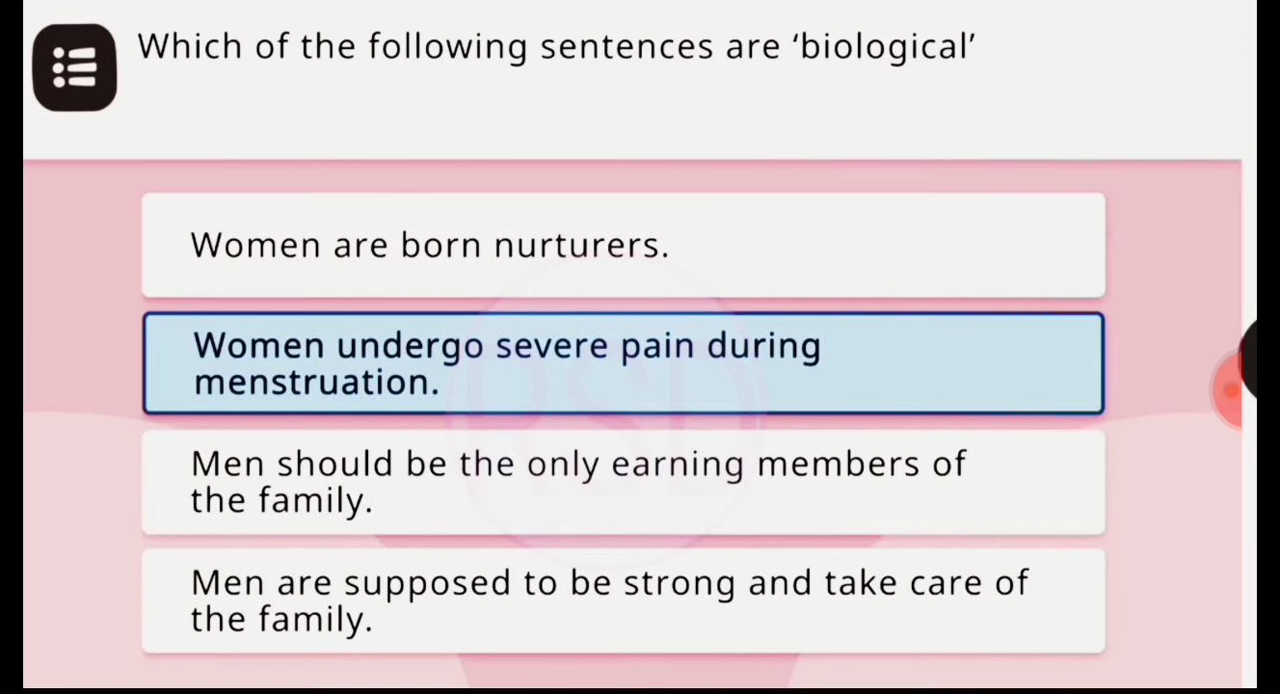 Which of the following sentences are ‘biological’
Women are born nurturers.
Women undergo severe pain during
menstruation.
Men should be the only earning members of
the family.
Men are supposed to be strong and take care of
the family.